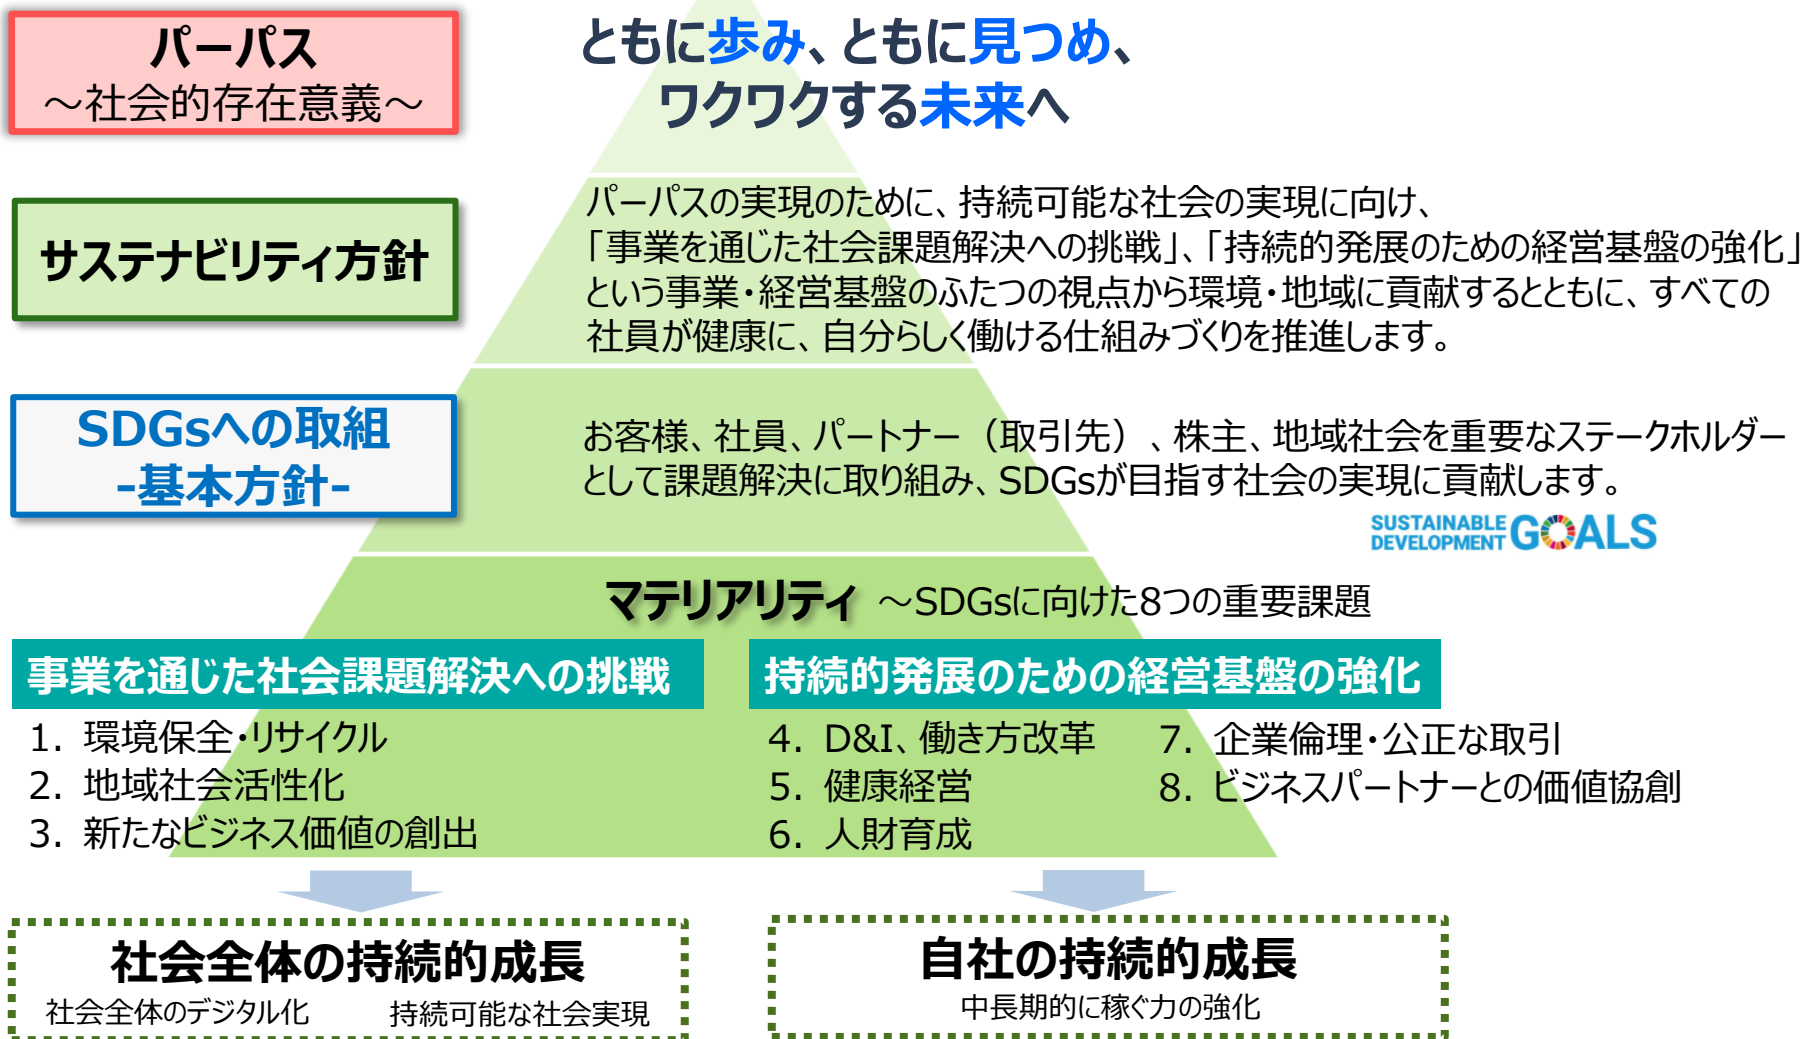 パーパス
～社会的存在意義～
ともに歩み、ともに見つめ、
ワクワクする未来へ
サステナビリティ方針
パーパスの実現のために、持続可能な社会の実現に向け、
「事業を通じた社会課題解決への挑戦」、「持続的発展のための経営基盤の強化」
という事業・経営基盤のふたつの視点から環境・地域に貢献するとともに、すべての
社員が健康に、自分らしく働ける仕組みづくりを推進します。
SDGsへの取組
-基本方針-
お客様、社員、パートナー（取引先）、株主、地域社会を重要なステークホルダー
として課題解決に取り組み、SDGsが目指す社会の実現に貢献します。
SUSTAINABLE
DEVELOPMENT GOALS
マテリアリティ ～SDGsに向けた8つの重要課題
事業を通じた社会課題解決への挑戦
1. 環境保全・リサイクル
2. 地域社会活性化
3. 新たなビジネス価値の創出
持続的発展のための経営基盤の強化
4. D&I、働き方改革
5. 健康経営
6. 人財育成
7. 企業倫理・公正な取引
8. ビジネスパートナーとの価値協創
社会全体の持続的成長
社会全体のデジタル化 持続可能な社会実現
自社の持続的成長
中長期的に稼ぐ力の強化